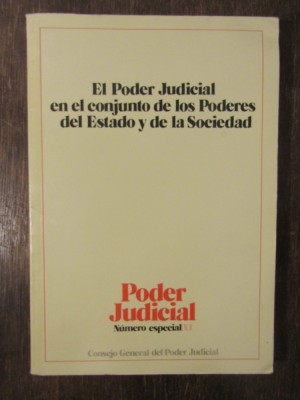 El Poder Judicial
en el conjunto de los Poderes
del Estado y de la Sociedad
Poder
Judicial
Número especial XI
Consejo General del Poder Judicial